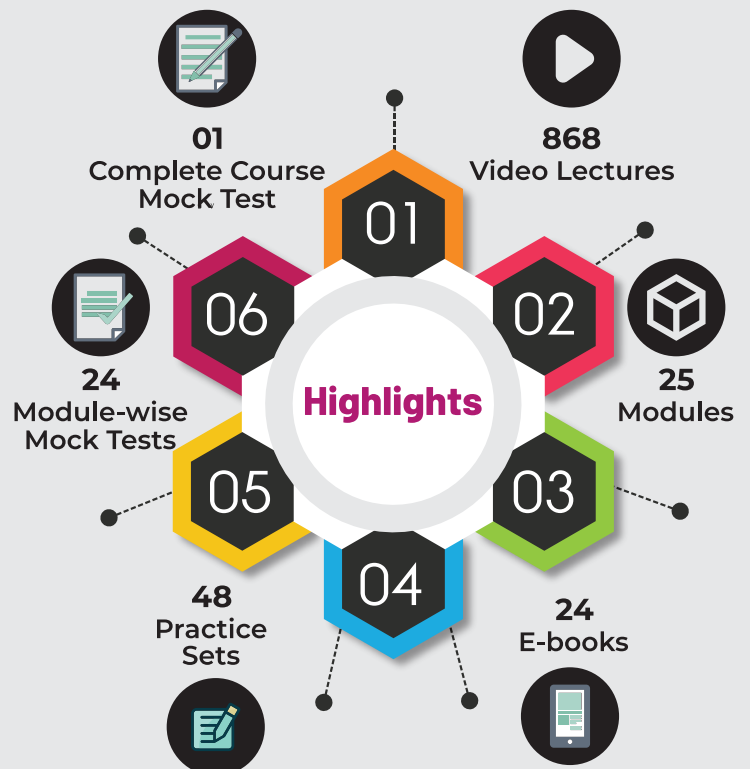 01
Complete Course
Mock Test
868
Video Lectures
01
06
02
24
Module-wise
Mock Tests
Highlights
25
Modules
05
03
04
48
Practice
Sets
24
E-books